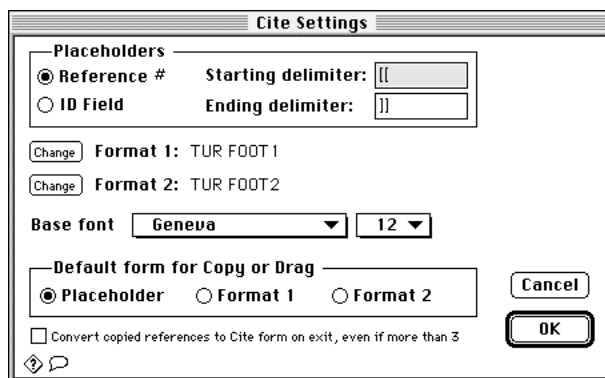 Cite Settings
Placeholders
Reference # Starting delimiter: [[
ID Field Ending delimiter: ]]
Change Format 1: TUR FOOT1
Change Format 2: TUR FOOT2
Base font Geneva 12
Default form for Copy or Drag
Placeholder Format 1 Format 2
Cancel
Convert copied references to Cite form on exit, even if more than 3
OK
?